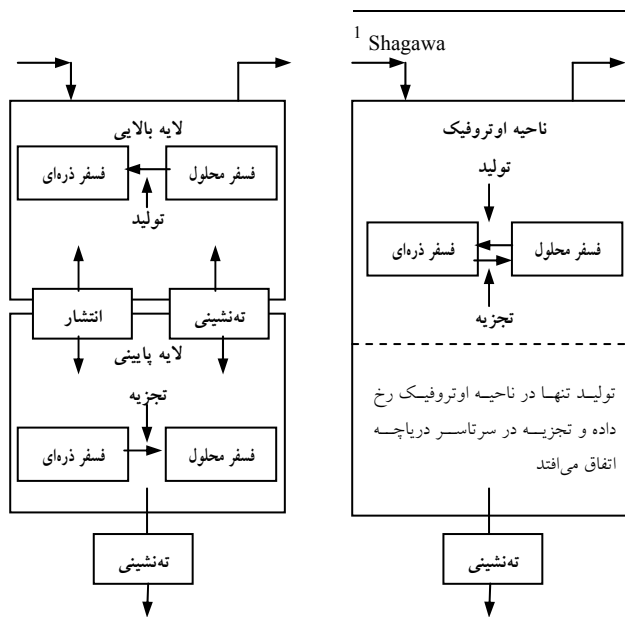 1 Shagawa
لایه بالایی
فسفر ذره‌ای
فسفر محلول
تولید
انتشار
ته‌نشینی
لایه پایینی
تجزیه
فسفر ذره‌ای
فسفر محلول
ته‌نشینی
ناحیه اوتروفیک
تولید
فسفر ذره‌ای
فسفر محلول
تجزیه
تولید تنها در ناحیه اوتروفیک رخ
داده و تجزیه در سرتاسر دریاچه
اتفاق می‌افتد
ته‌نشینی